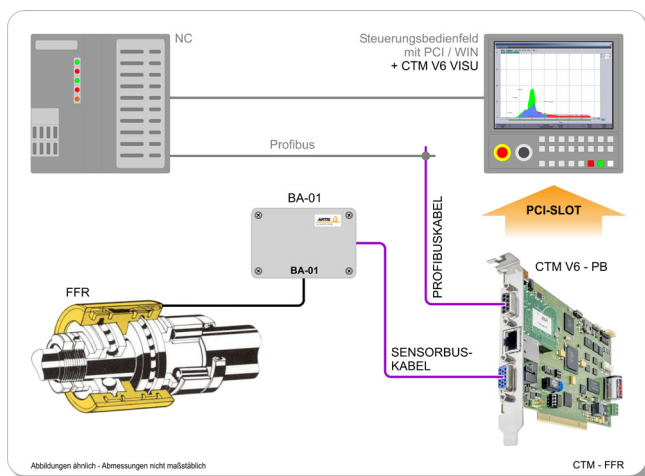 NC
Steuerungsbedienfeld
mit PCI / WIN
+ CTM V6 VISU
Profibus
BA-01
ARTIS
BA-01
PROFIBUSKABEL
PCI-SLOT
CTM V6 - PB
FFR
SENSORBUS-
KABEL
Abbildungen ähnlich - Abmessungen nicht maßstäblich
CTM - FFR